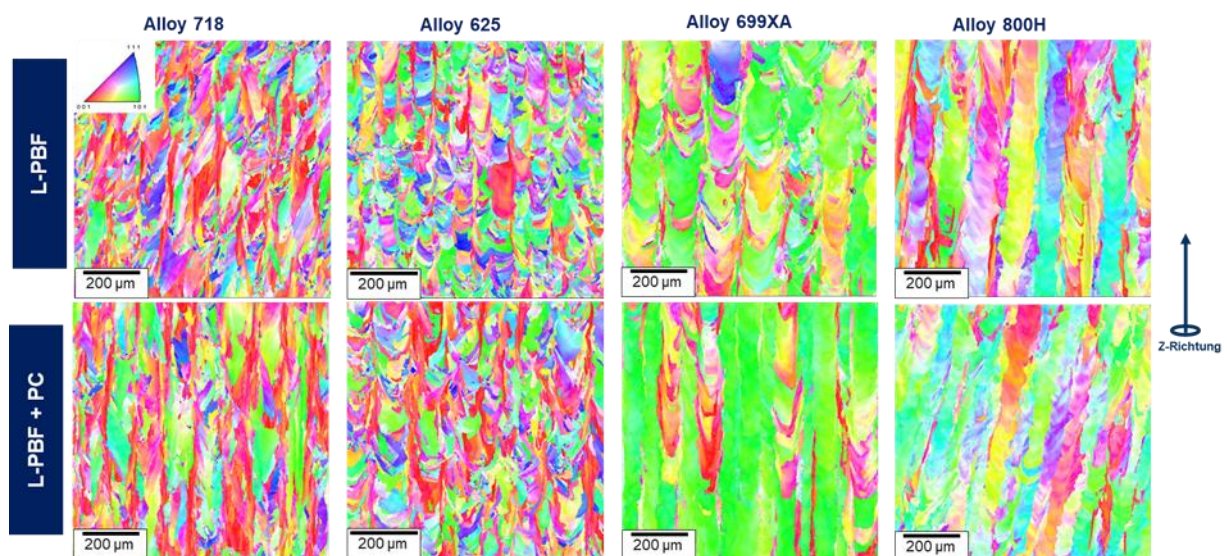 Alloy 718
Alloy 625
Alloy 699XA
Alloy 800H
L-PBF
111
001
101
200 µm
200 µm
200 µm
200 µm
Z-Richtung
L-PBF + PC
200 µm
200 µm
200 µm
200 µm